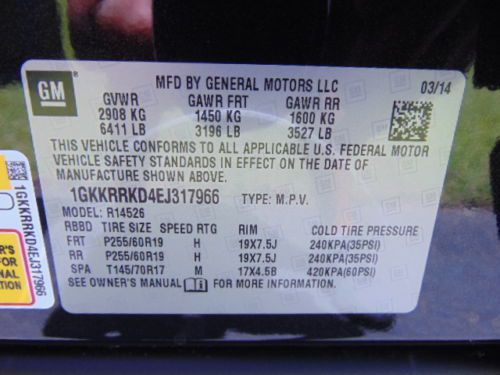 GM
MFD BY GENERAL MOTORS LLC 03/14
GVWR GAWR FRT GAWR RR
2908 KG 1450 KG 1600 KG
6411 LB 3196 LB 3527 LB
THIS VEHICLE CONFORMS TO ALL APPLICABLE U.S. FEDERAL MOTOR
VEHICLE SAFETY STANDARDS IN EFFECT ON THE DATE OF
MANUFACTURE SHOWN ABOVE.
1GKKRRKD4EJ317966 TYPE: M.P.V.
MODEL: R14526
RBBD TIRE SIZE SPEED RTG RIM COLD TIRE PRESSURE
FRT P255/60R19 H 19X7.5J 240KPA(35PSI)
RR P255/60R19 H 19X7.5J 240KPA(35PSI)
SPA T145/70R17 M 17X4.5B 420KPA(60PSI)
SEE OWNER'S MANUAL FOR MORE INFORMATION.
1GKKRRKD4EJ317966